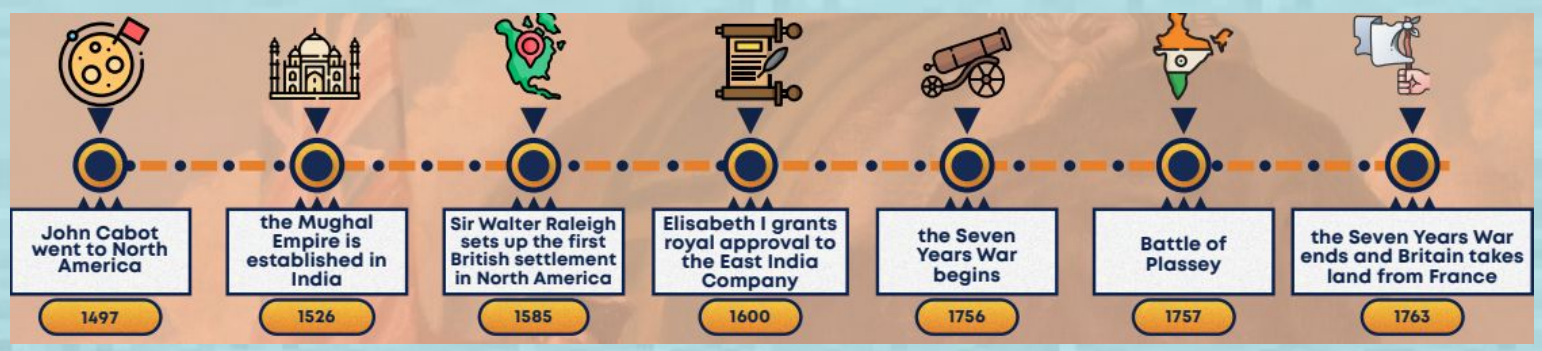 John Cabot
went to North
America
1497
the Mughal
Empire is
established in
India
1526
Sir Walter Raleigh
sets up the first
British settlement
in North America
1585
Elisabeth I grants
royal approval to
the East India
Company
1600
the Seven
Years War
begins
1756
Battle of
Plassey
1757
the Seven Years War
ends and Britain takes
land from France
1763